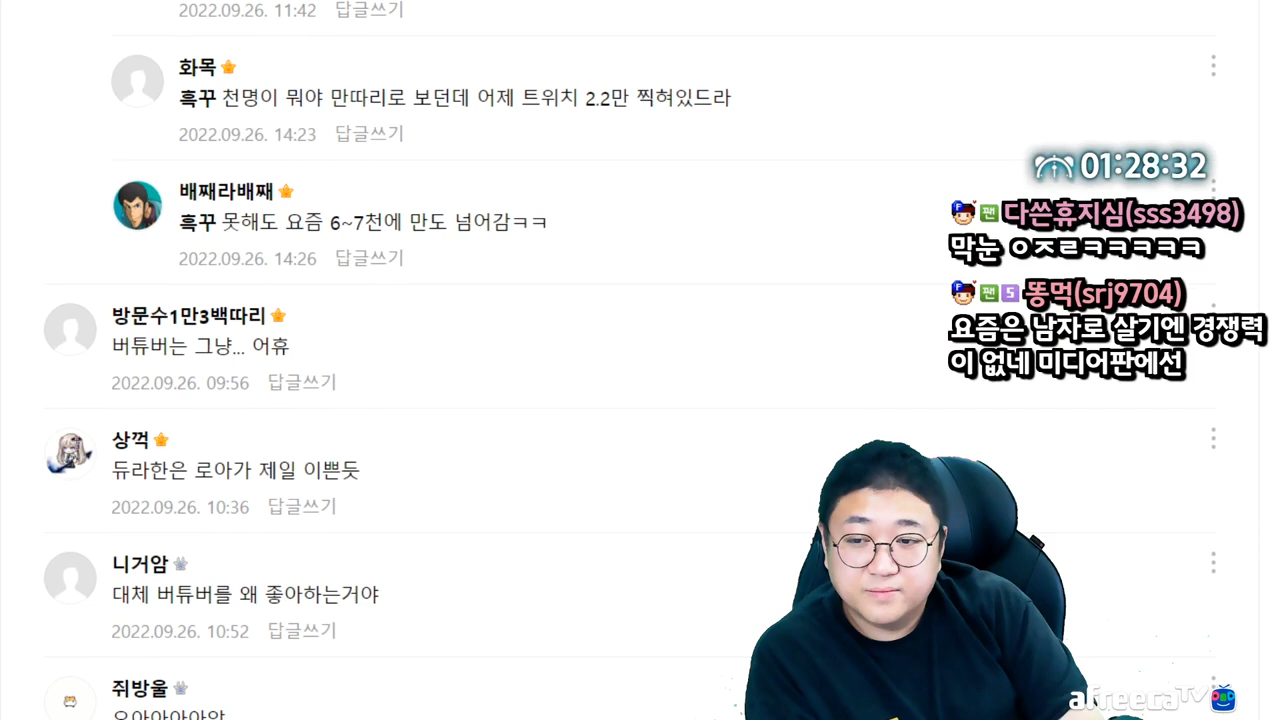 2022.09.26. 11:42 답글쓰기
화목
흑꾸 천명이 뭐야 만따리로 보던데 어제 트위치 2.2만 찍혀있드라
2022.09.26. 14:23 답글쓰기
배째라배째
흑꾸 못해도 요즘 6~7천에 만도 넘어감ㅋㅋ
2022.09.26. 14:26 답글쓰기
방문수1만3백따리
버튜버는 그냥... 어휴
2022.09.26. 09:56 답글쓰기
상꺽
듀라한은 로아가 제일 이쁜듯
2022.09.26. 10:36 답글쓰기
니거암
대체 버튜버를 왜 좋아하는거야
2022.09.26. 10:52 답글쓰기
쥐방울
으아아아아악
01:28:32
F 팬 다쓴휴지심(sss3498)
막눈 ㅇㅈㄹㅋㅋㅋㅋㅋ
F 팬 S 똥먹(srj9704)
요즘은 남자로 살기엔 경쟁력
이 없네 미디어판에선
afreecaTV